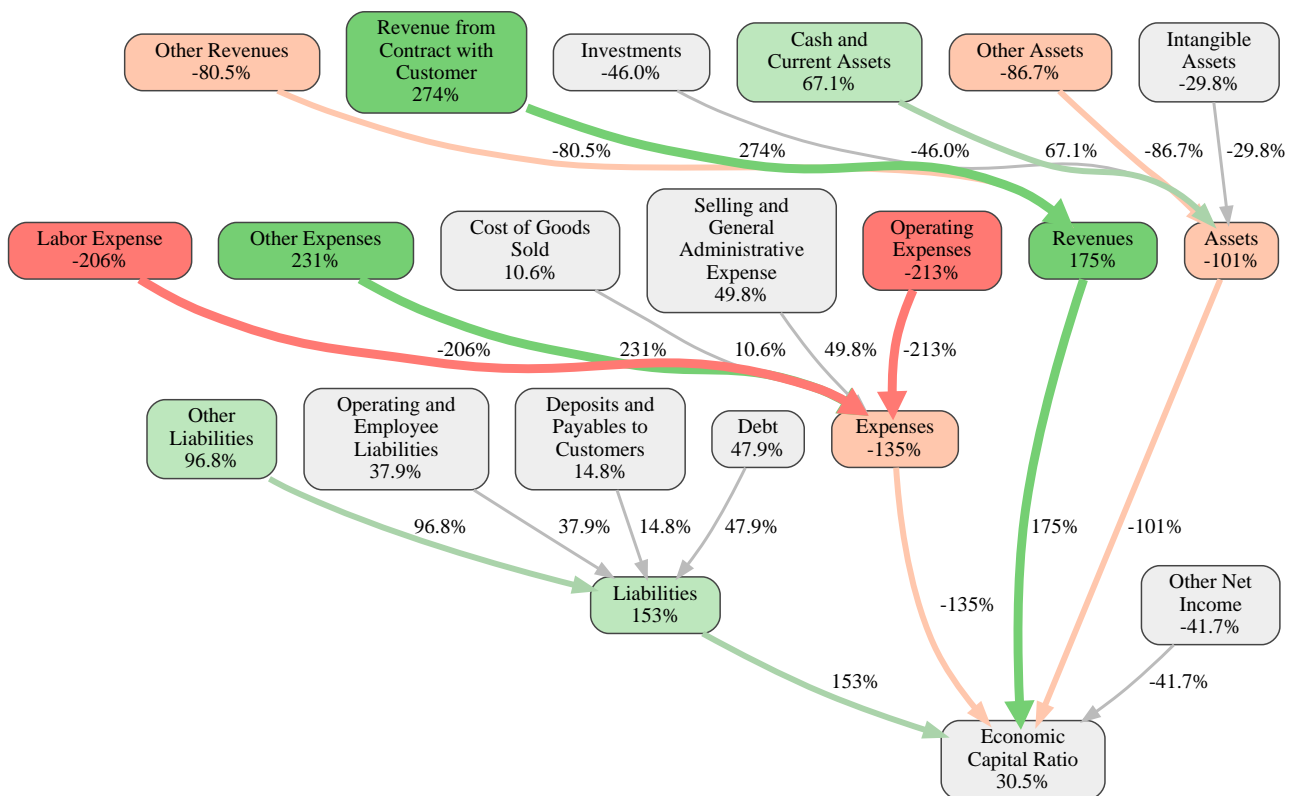 Other Revenues
-80.5%
Revenue from
Contract with
Customer
274%
Investments
-46.0%
Cash and
Current Assets
67.1%
Other Assets
-86.7%
Intangible
Assets
-29.8%
-80.5%
274%
-46.0%
67.1%
-86.7%
-29.8%
Labor Expense
-206%
Other Expenses
231%
Cost of Goods
Sold
10.6%
Selling and
General
Administrative
Expense
49.8%
Operating
Expenses
-213%
Revenues
175%
Assets
-101%
-206%
231%
10.6%
49.8%
-213%
Other
Liabilities
96.8%
Operating and
Employee
Liabilities
37.9%
Deposits and
Payables to
Customers
14.8%
Debt
47.9%
Expenses
-135%
96.8%
37.9%
14.8%
47.9%
175%
-101%
Liabilities
153%
-135%
Other Net
Income
-41.7%
153%
-41.7%
Economic
Capital Ratio
30.5%